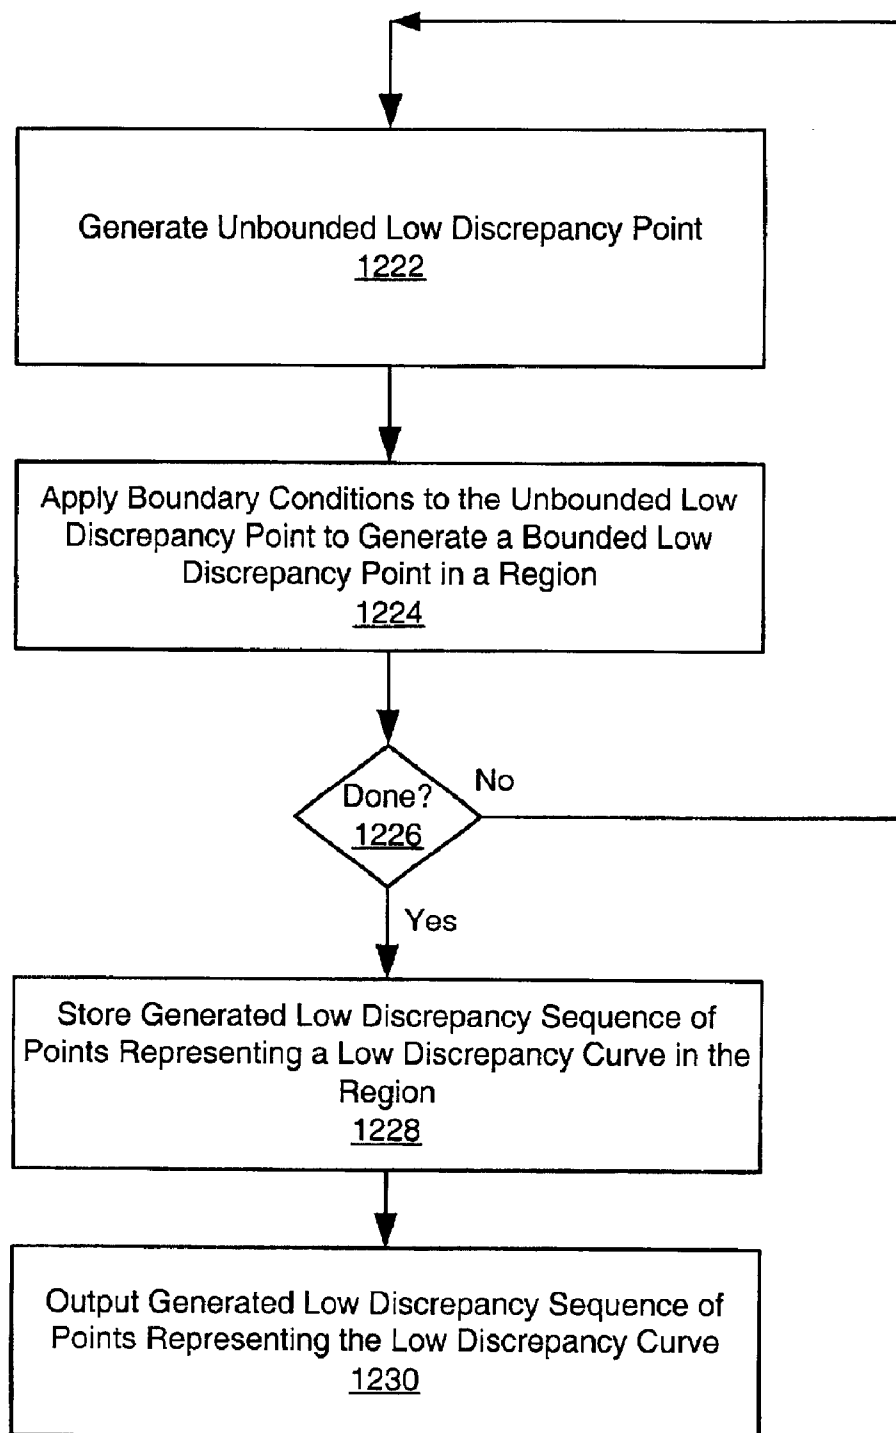 Generate Unbounded Low Discrepancy Point
1222
Apply Boundary Conditions to the Unbounded Low
Discrepancy Point to Generate a Bounded Low
Discrepancy Point in a Region
1224
Done?
1226
No
Yes
Store Generated Low Discrepancy Sequence of
Points Representing a Low Discrepancy Curve in the
Region
1228
Output Generated Low Discrepancy Sequence of
Points Representing the Low Discrepancy Curve
1230